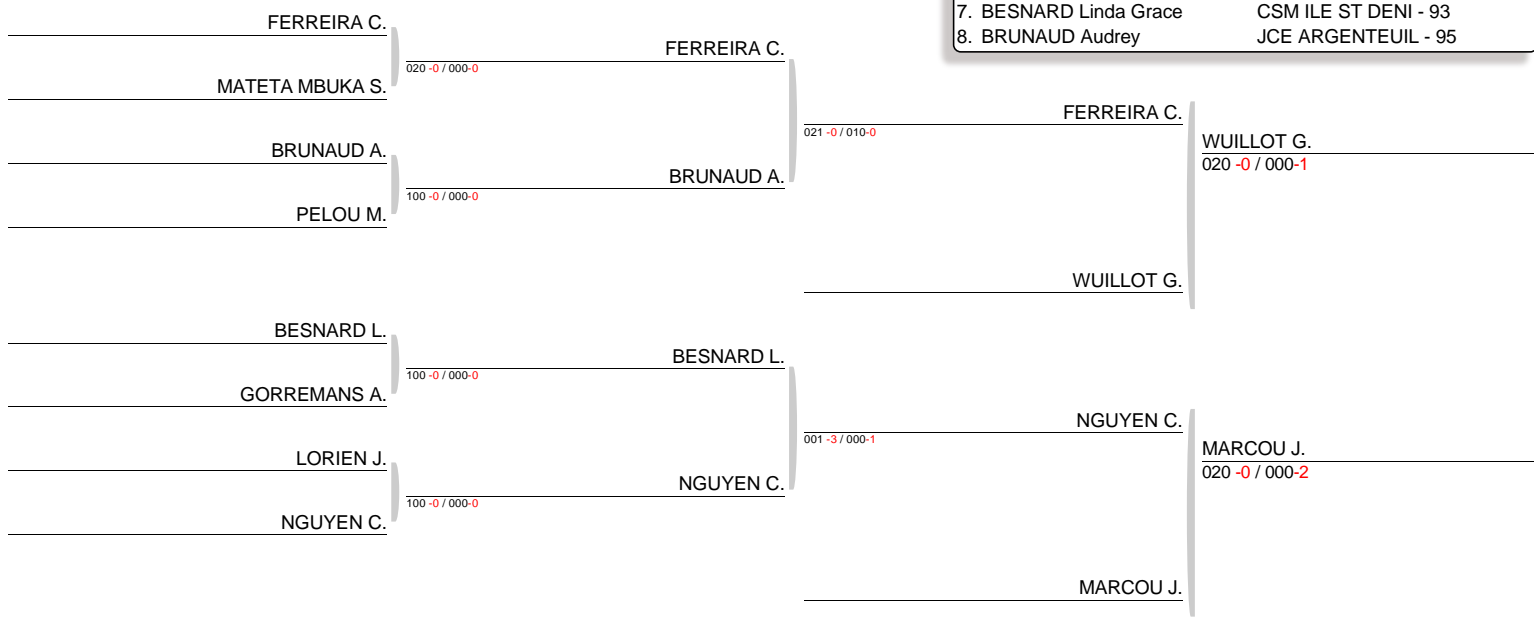 7. BESNARD Linda Grace CSM ILE ST DENI - 93
8. BRUNAUD Audrey JCE ARGENTEUIL - 95
FERREIRA C.
MATETA MBUKA S.
BRUNAUD A.
PELOU M.
BESNARD L.
GORREMANS A.
LORIEN J.
NGUYEN C.
FERREIRA C.
020 -0 / 000-0
BRUNAUD A.
100 -0 / 000-0
BESNARD L.
100 -0 / 000-0
NGUYEN C.
100 -0 / 000-0
FERREIRA C.
021 -0 / 010-0
WUILLOT G.
NGUYEN C.
001 -3 / 000-1
MARCOU J.
WUILLOT G.
020 -0 / 000-1
MARCOU J.
020 -0 / 000-2